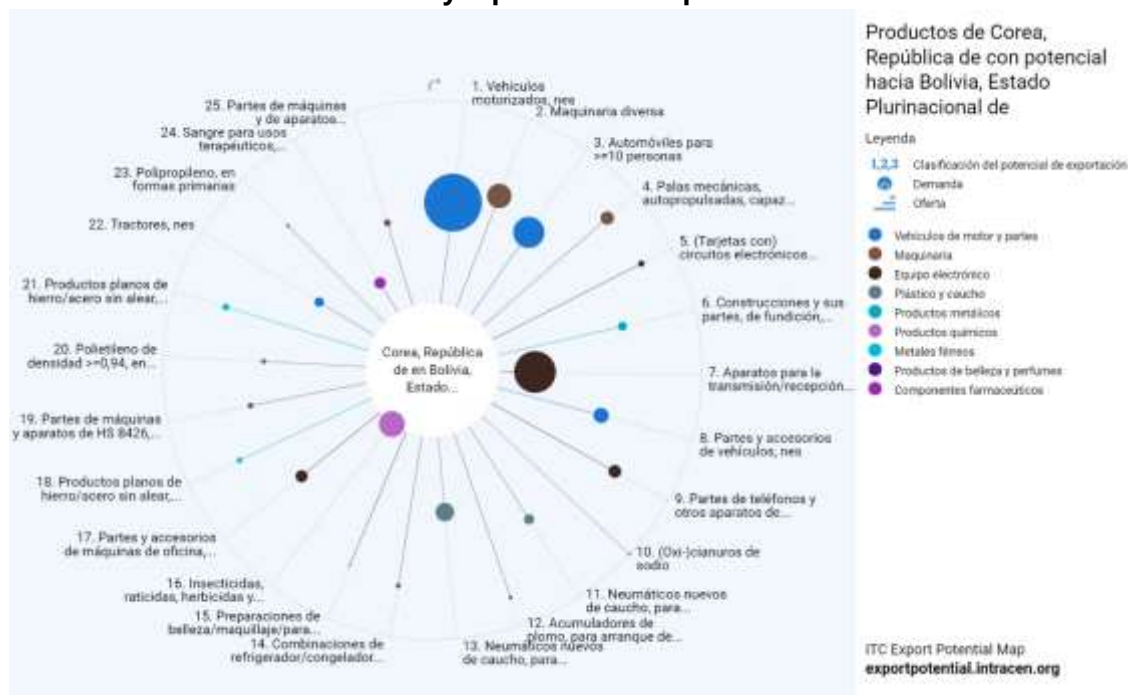 1. Vehículos
motorizados, nes
2. Maquinaria diversa
3. Automóviles para
>=10 personas
4. Palas mecánicas,
autopropulsadas, capaz...
5. (Tarjetas con)
circuitos electrónicos...
6. Construcciones y sus
partes, de fundición,...
7. Aparatos para la
transmisión/recepción...
8. Partes y accesorios
de vehículos, nes
9. Partes de teléfonos y
otros aparatos de...
10. (Oxi-)cianuros de
sodio
11. Neumáticos nuevos
de caucho, para...
12. Acumuladores de
plomo, para arranque de...
13. Neumáticos nuevos
de caucho, para...
14. Combinaciones de
refrigerador/congelador...
15. Preparaciones de
belleza/maquillaje/para...
16. Insecticidas,
raticidas, herbicidas y...
17. Partes y accesorios
de máquinas de oficina,...
18. Productos planos de
hierro/acero sin alear,...
19. Partes de máquinas
y aparatos de HS 8426,...
20. Polietileno de
densidad >=0,94, en...
21. Productos planos de
hierro/acero sin alear,...
22. Tractores, nes
23. Polipropileno, en
formas primarias
24. Sangre para usos
terapéuticos,...
25. Partes de máquinas
y de aparatos...
Corea, República
de en Bolivia,
Estado...
Productos de Corea,
República de con potencial
hacia Bolivia, Estado
Plurinacional de
Leyenda
1,2,3 Clasificación del potencial de exportación
Demanda
Oferta
Vehículos de motor y partes
Maquinaria
Equipo electrónico
Plástico y caucho
Productos metálicos
Productos químicos
Metales férreos
Productos de belleza y perfumes
Componentes farmaceúticos
ITC Export Potential Map
exportpotential.intracen.org